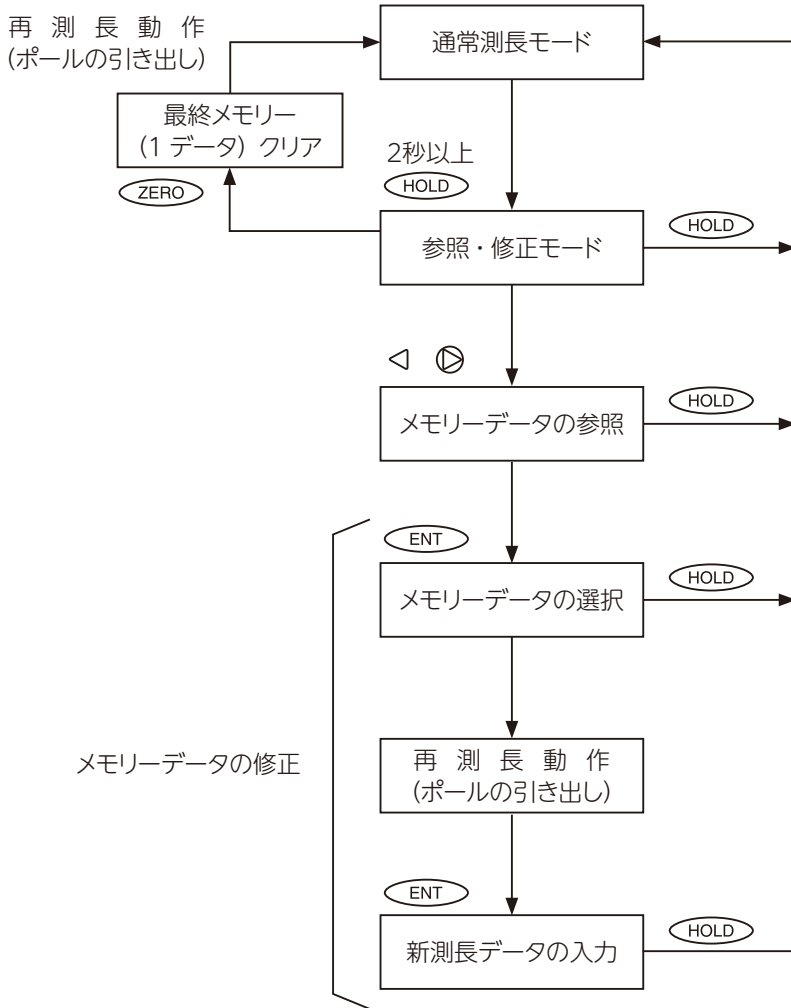 再測長動作
(ポールの引き出し)
通常測長モード
最終メモリー
(1 データ) クリア
ZERO
2秒以上
HOLD
参照・修正モード
HOLD
メモリーデータの参照
HOLD
ENT
メモリーデータの選択
HOLD
メモリーデータの修正
再測長動作
(ポールの引き出し)
ENT
新測長データの入力
HOLD